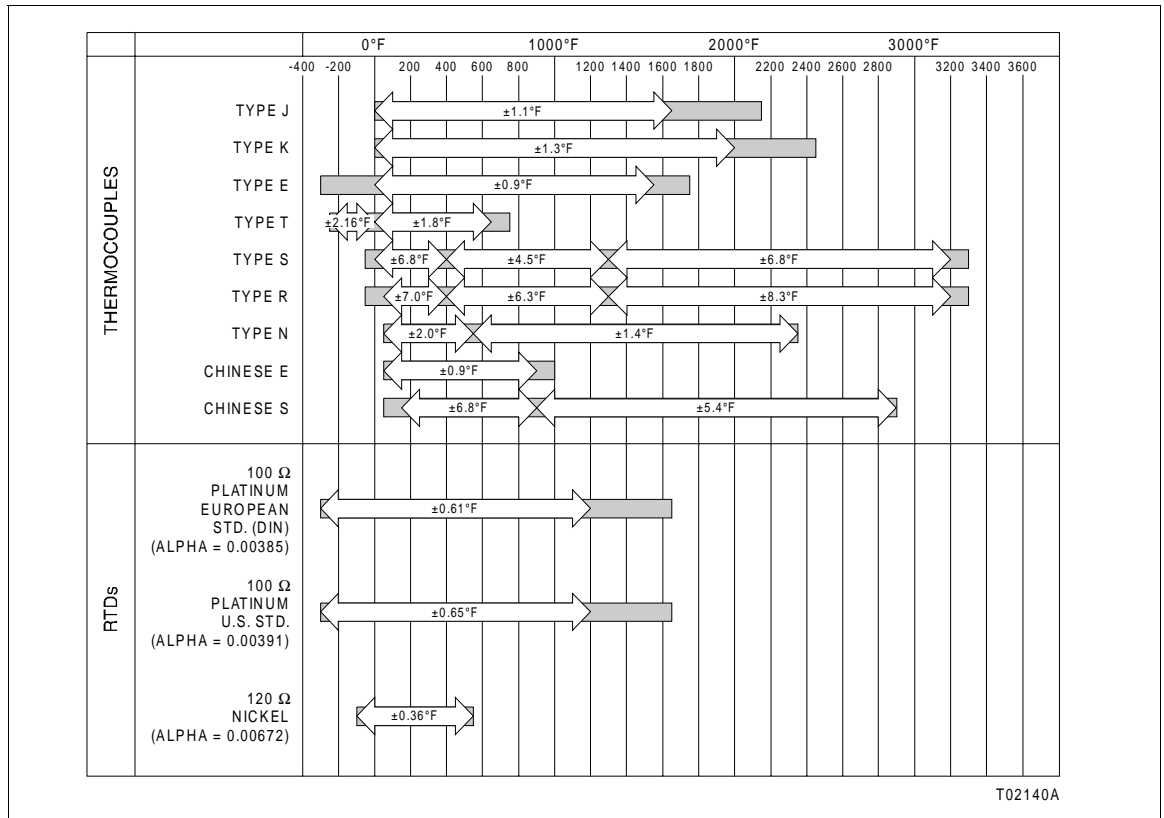 0°F 1000°F 2000°F 3000°F
-400 -200 200 400 600 800 1200 1400 1600 1800 2200 2400 2600 2800 3200 3400 3600
THERMOCOUPLES
TYPE J ±1.1°F
TYPE K ±1.3°F
TYPE E ±0.9°F
TYPE T ±2.16°F ±1.8°F
TYPE S ±6.8°F ±4.5°F ±6.8°F
TYPE R ±7.0°F ±6.3°F ±8.3°F
TYPE N ±2.0°F ±1.4°F
CHINESE E ±0.9°F
CHINESE S ±6.8°F ±5.4°F
RTDs
100 Ω
PLATINUM
EUROPEAN ±0.61°F
STD. (DIN)
(ALPHA = 0.00385)
100 Ω
PLATINUM
U.S. STD. ±0.65°F
(ALPHA = 0.00391)
120 Ω
NICKEL ±0.36°F
(ALPHA = 0.00672)
T02140A